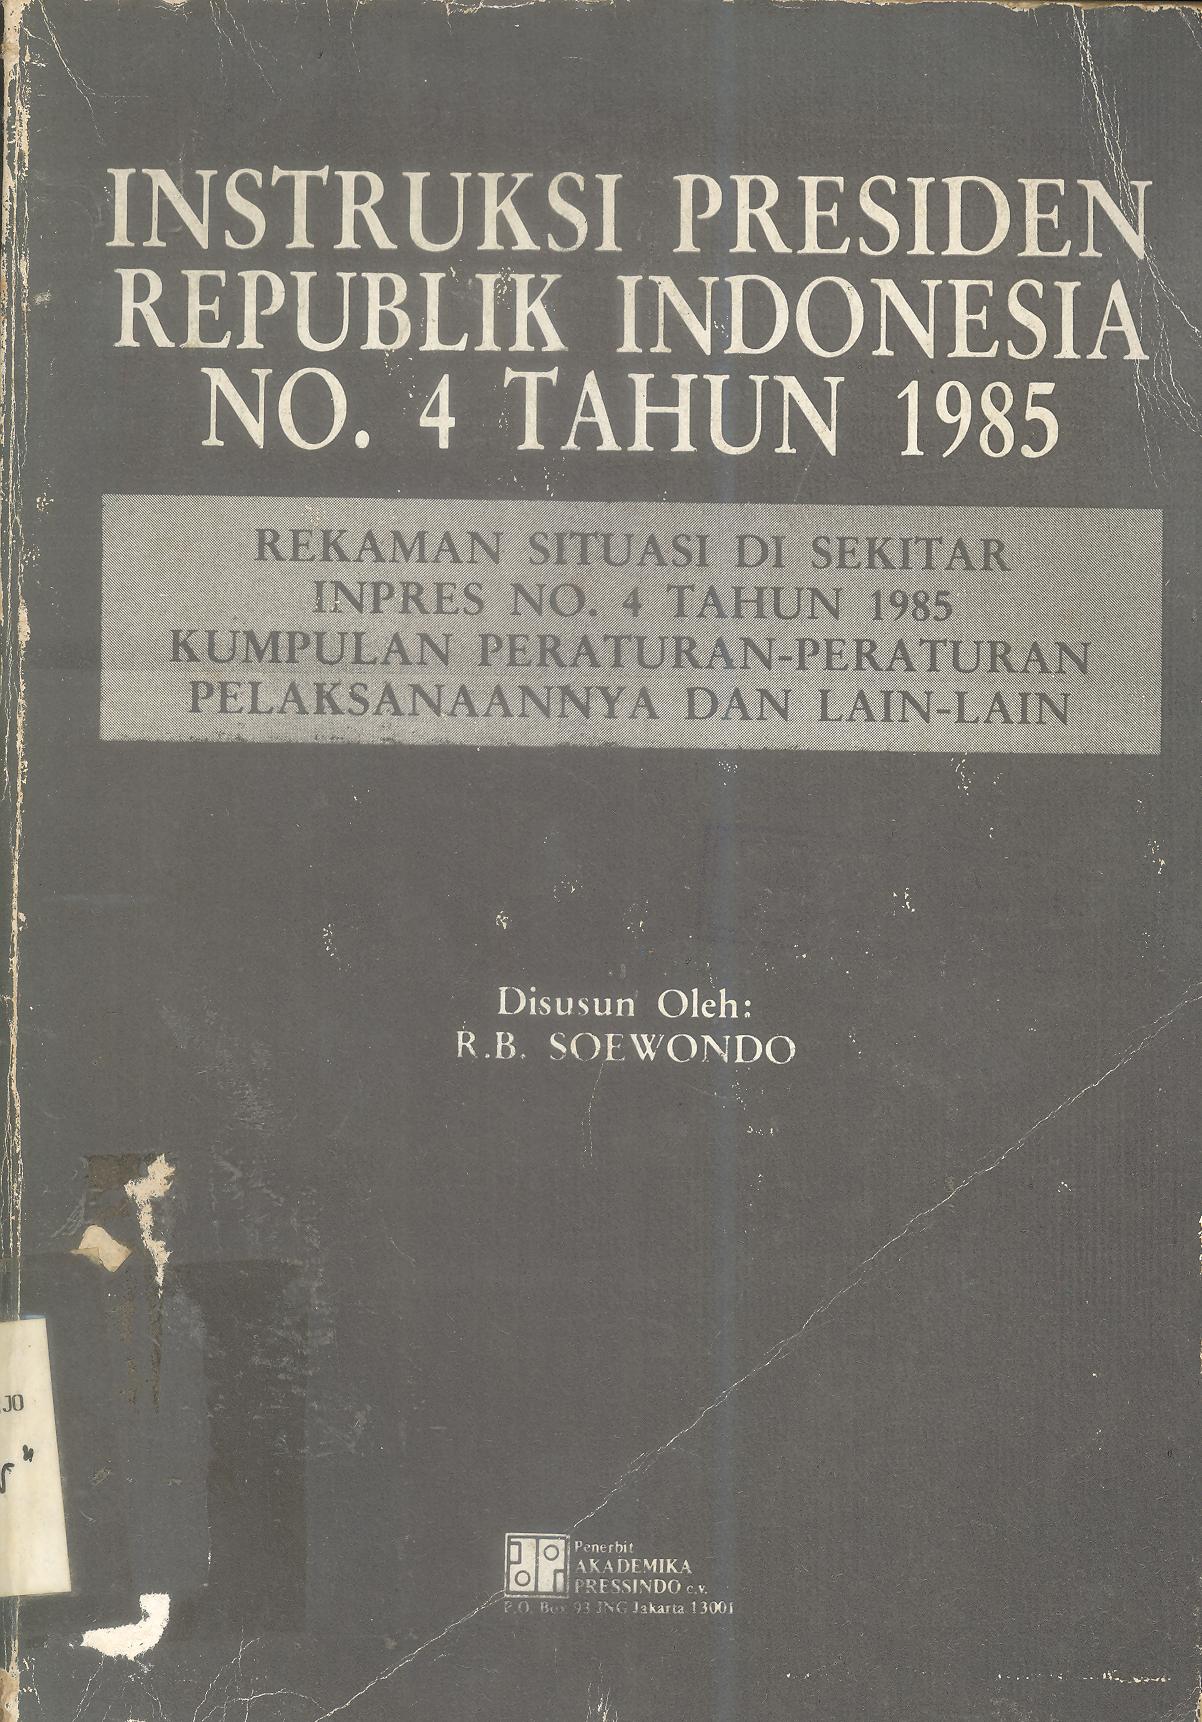 INSTRUKSI PRESIDEN
REPUBLIK INDONESIA
NO. 4 TAHUN 1985
REKAMAN SITUASI DI SEKITAR
INPRES NO. 4 TAHUN 1985
KUMPULAN PERATURAN-PERATURAN
PELAKSANAANNYA DAN LAIN-LAIN
Disusun Oleh:
R.B. SOEWONDO
JO
Penerbit
AKADEMIKA
PRESSINDO c.v.
P.O. Box 93 JNG Jakarta 13001